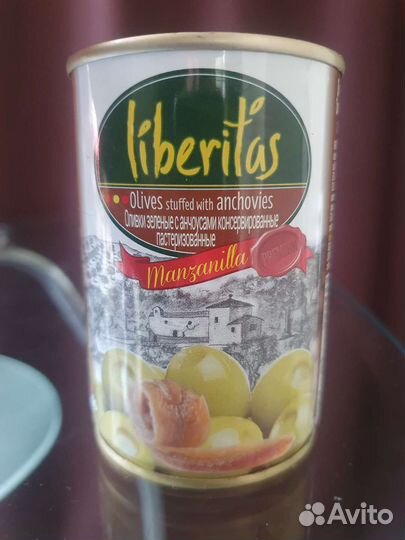 liberitas
Olives stuffed with anchovies
Оливки зеленые с анчоусами консервированные
пастеризованные
Manzanilla
Avito